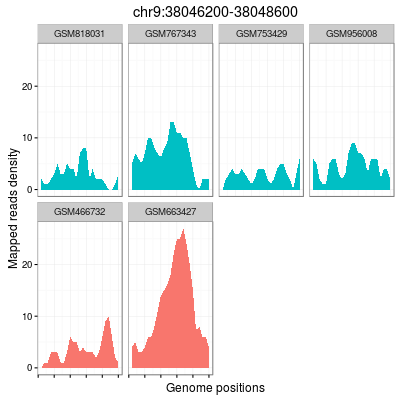 chr9:38046200-38048600
GSM818031 GSM767343 GSM753429 GSM956008
20
10
0
Mapped reads density
GSM466732 GSM663427
20
10
0
Genome positions